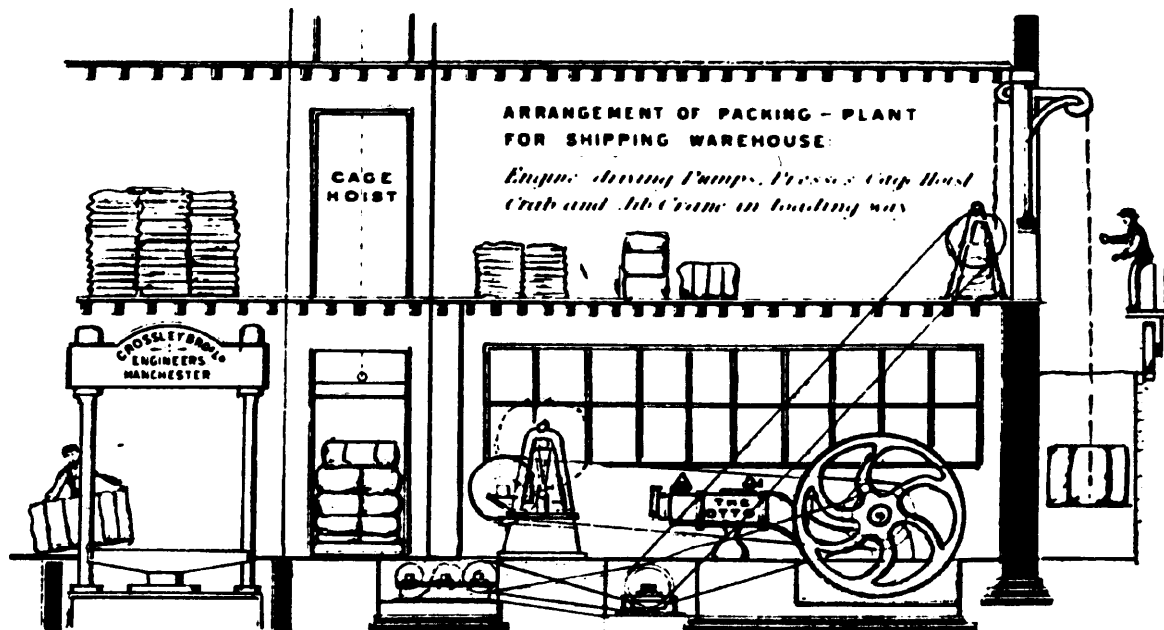 ARRANGEMENT OF PACKING - PLANT
FOR SHIPPING WAREHOUSE:
Engine driving Pumps, Presses, Cage Hoist
Crab and Jib Crane in loading way
CAGE
HOIST
CROSSLEY BROS Lo
ENGINEERS
MANCHESTER
THE
OTTO